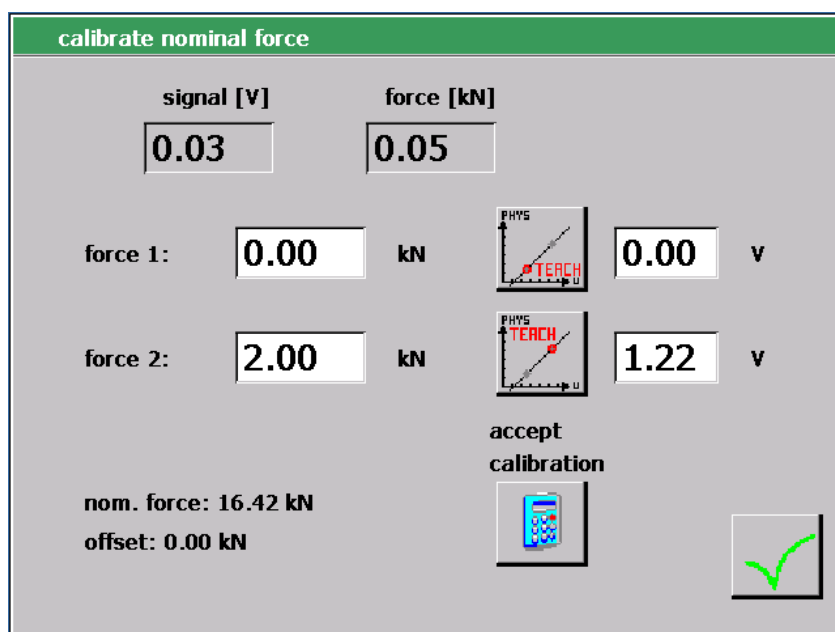 calibrate nominal force
signal [V] force [kN]
0.03 0.05
PHYS
force 1: 0.00 kN TEACH 0.00 V
U
PHYS
TEACH
force 2: 2.00 kN 1.22 V
U
accept
calibration
nom. force: 16.42 kN
offset: 0.00 kN